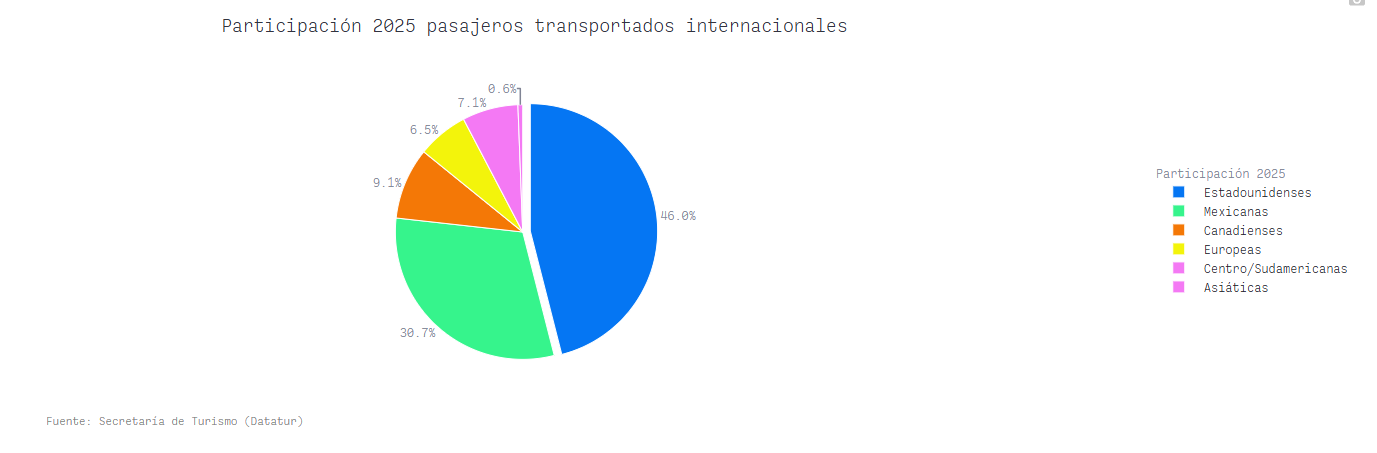 Participación 2025 pasajeros transportados internacionales
0.6%
7.1%
6.5%
9.1%
46.0%
30.7%
Participación 2025
Estadounidenses
Mexicanas
Canadienses
Europeas
Centro/Sudamericanas
Asiáticas
Fuente: Secretaría de Turismo (Datatur)